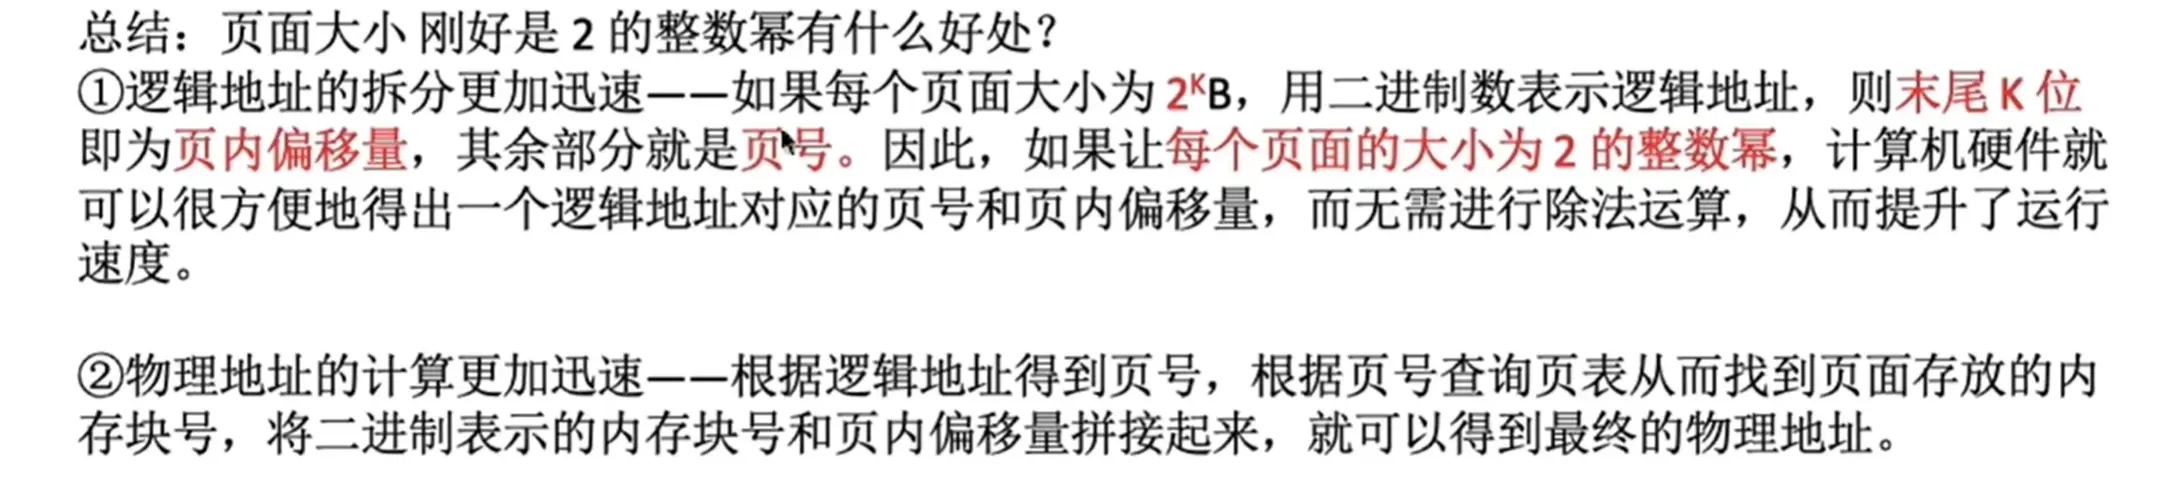 总结：页面大小 刚好是 2 的整数幂有什么好处？
①逻辑地址的拆分更加迅速——如果每个页面大小为 2ᴷB，用二进制数表示逻辑地址，则末尾 K 位
即为页内偏移量，其余部分就是页号。因此，如果让每个页面的大小为 2 的整数幂，计算机硬件就
可以很方便地得出一个逻辑地址对应的页号和页内偏移量，而无需进行除法运算，从而提升了运行
速度。
②物理地址的计算更加迅速——根据逻辑地址得到页号，根据页号查询页表从而找到页面存放的内
存块号，将二进制表示的内存块号和页内偏移量拼接起来，就可以得到最终的物理地址。